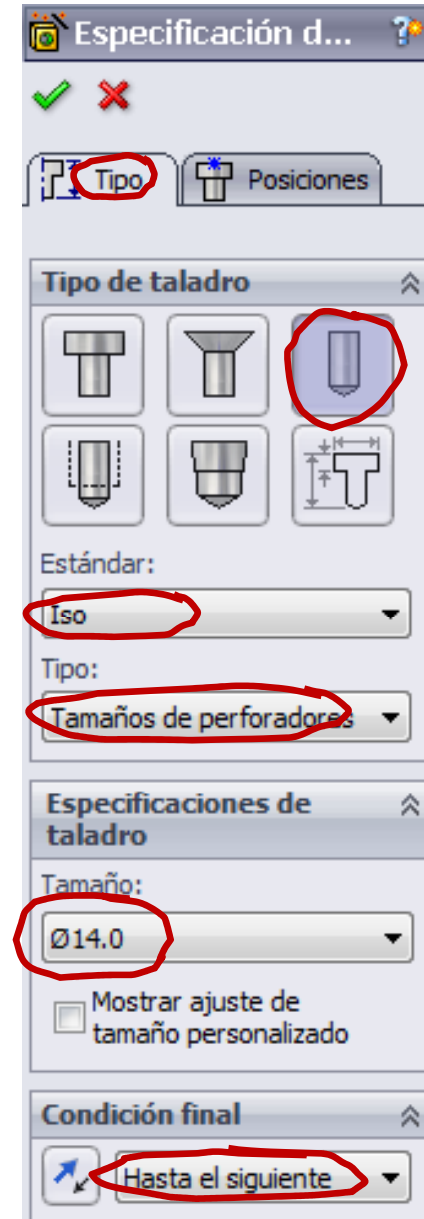 Especificación d...
Tipo
Posiciones
Tipo de taladro
Estándar:
Iso
Tipo:
Tamaños de perforadores
Especificaciones de
taladro
Tamaño:
Ø14.0
Mostrar ajuste de
tamaño personalizado
Condición final
Hasta el siguiente